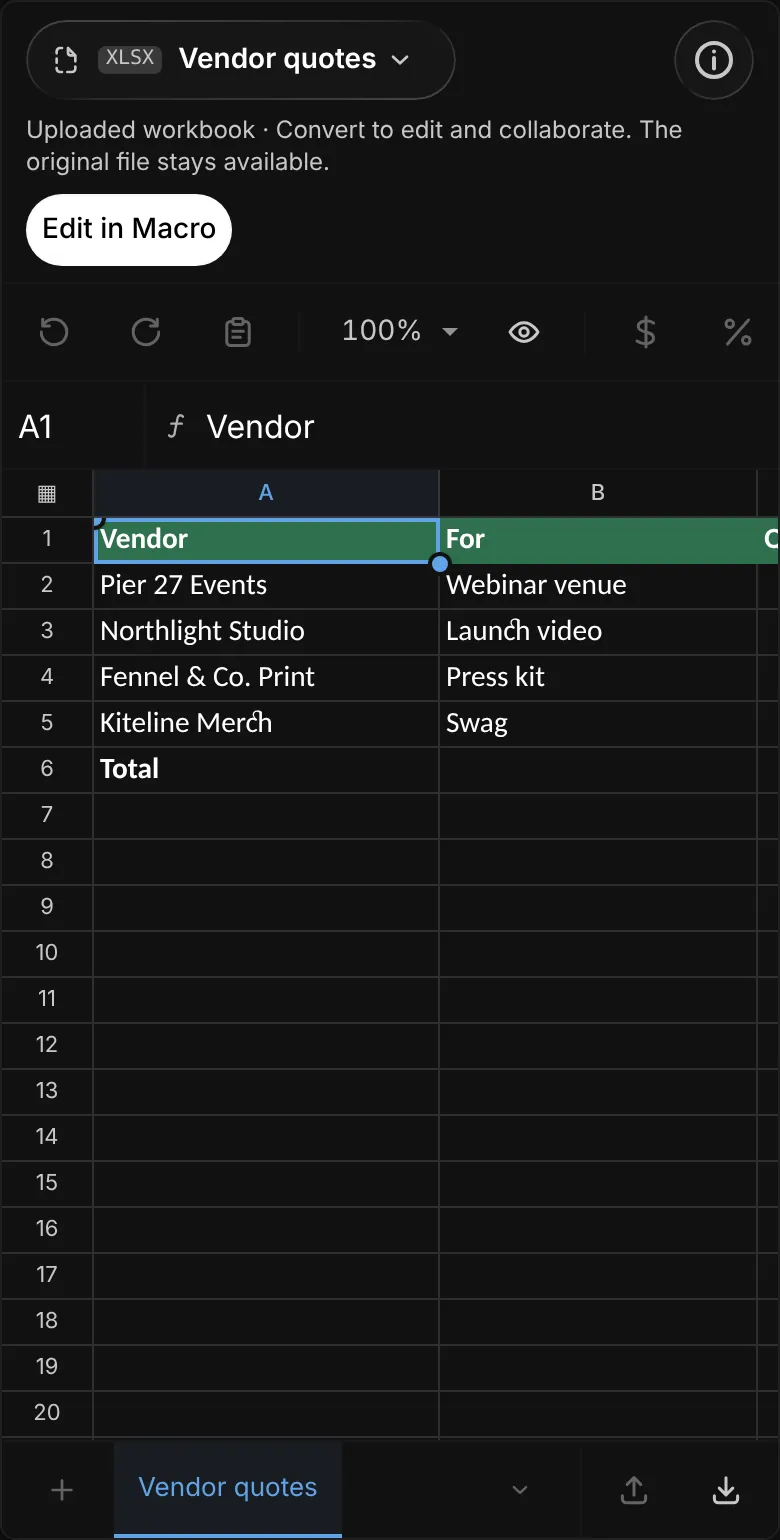 XLSX Vendor quotes
Uploaded workbook · Convert to edit and collaborate. The
original file stays available.
Edit in Macro
100% $ %
A1 ƒ Vendor
A B
1 Vendor For
2 Pier 27 Events Webinar venue
3 Northlight Studio Launch video
4 Fennel & Co. Print Press kit
5 Kiteline Merch Swag
6 Total
7
8
9
10
11
12
13
14
15
16
17
18
19
20
+ Vendor quotes